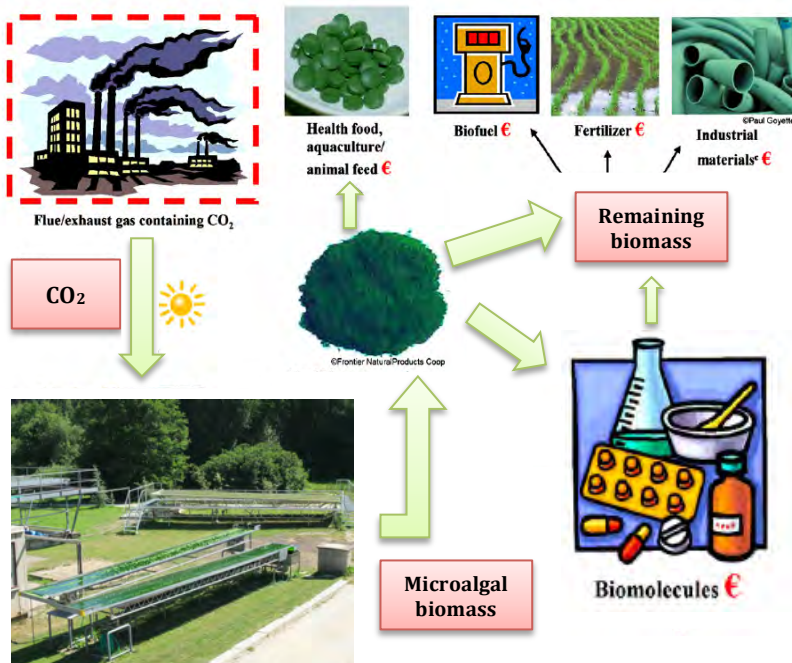 ©Paul Goyette
Health food,
aquaculture/
animal feed €
Biofuel €
Fertilizer €
Industrial
materialsᶜ €
Flue/exhaust gas containing CO₂
Remaining
biomass
CO₂
©Frontier NaturalProducts Coop
Microalgal
biomass
Biomolecules €